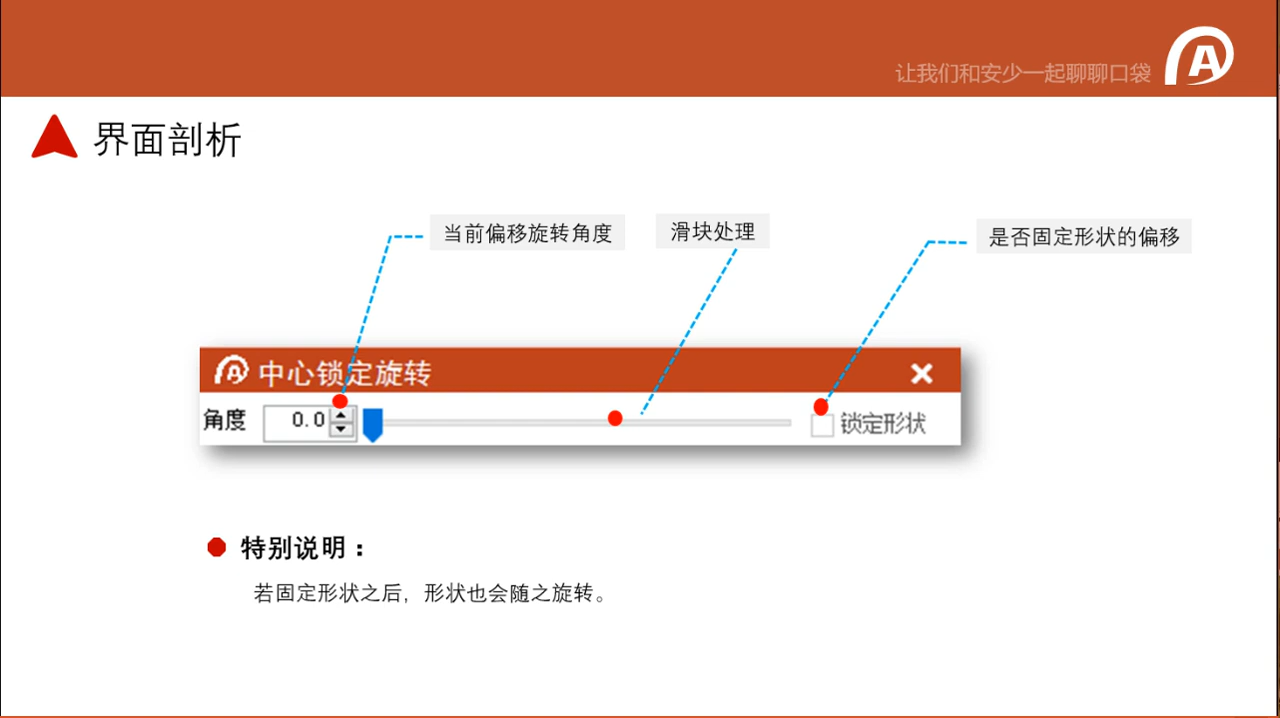 让我们和安少一起聊聊口袋
界面剖析
当前偏移旋转角度
滑块处理
是否固定形状的偏移
中心锁定旋转
角度
0.0
锁定形状
特别说明：
若固定形状之后，形状也会随之旋转。